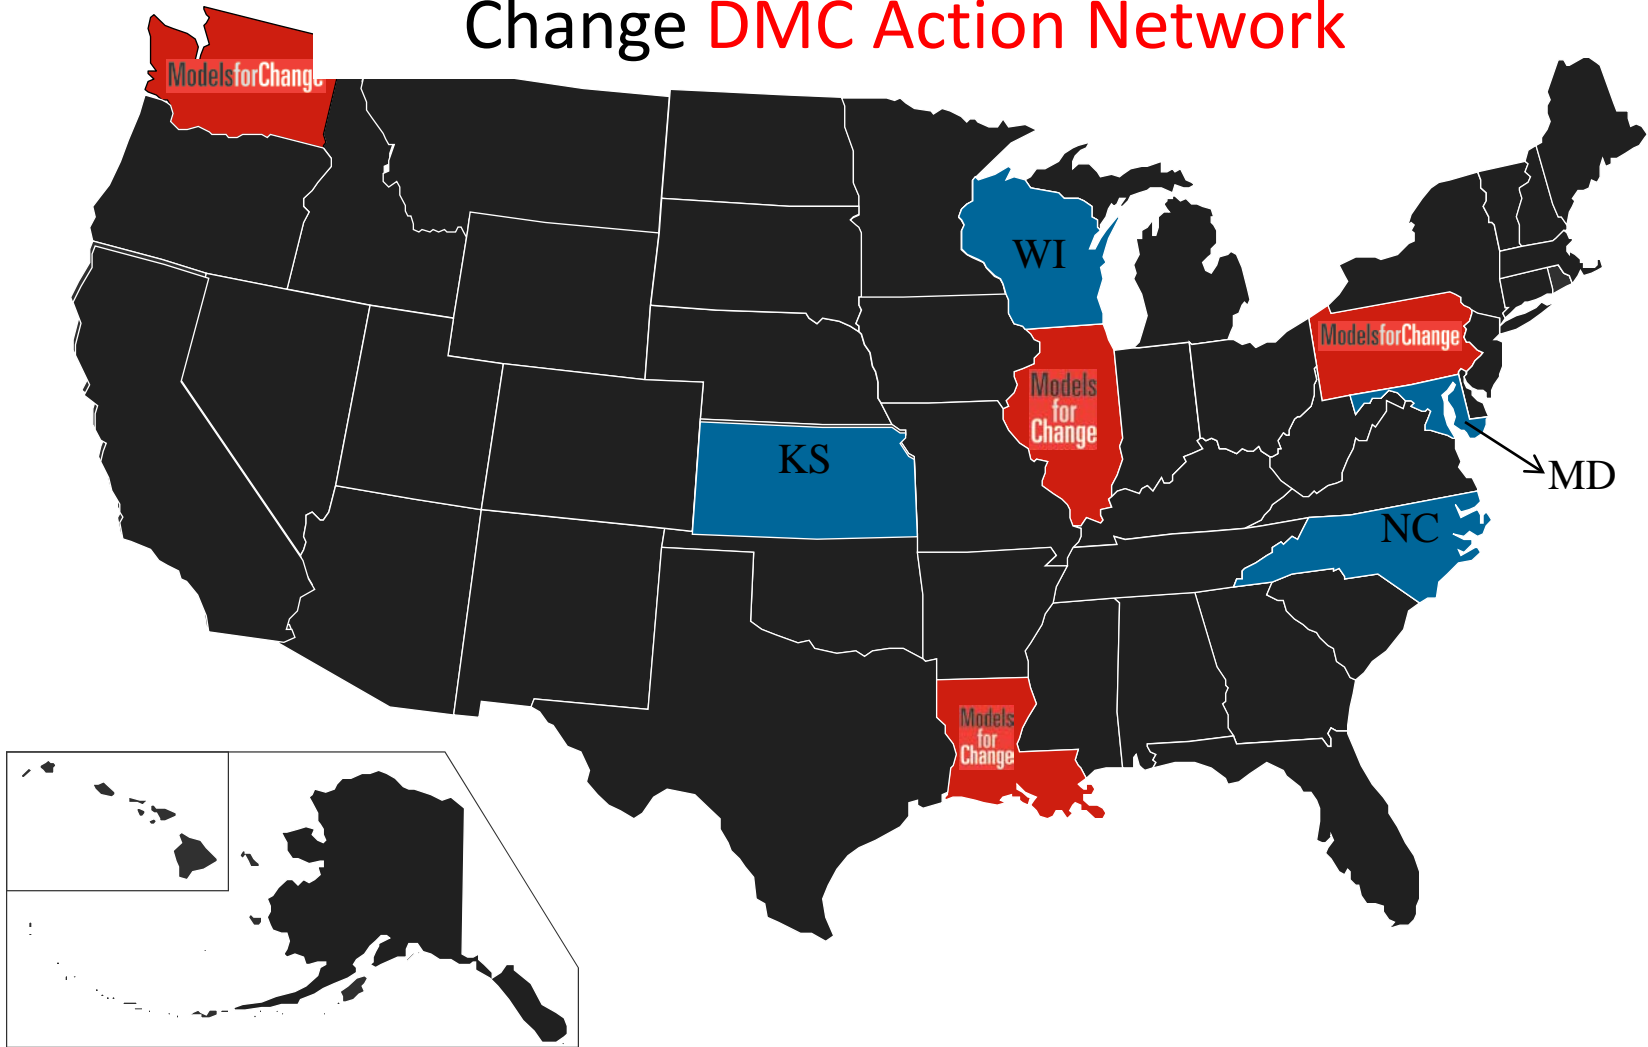 Change DMC Action Network
ModelsforChange
WI
ModelsforChange
Models
for
Change
KS
MD
NC
Models
for
Change